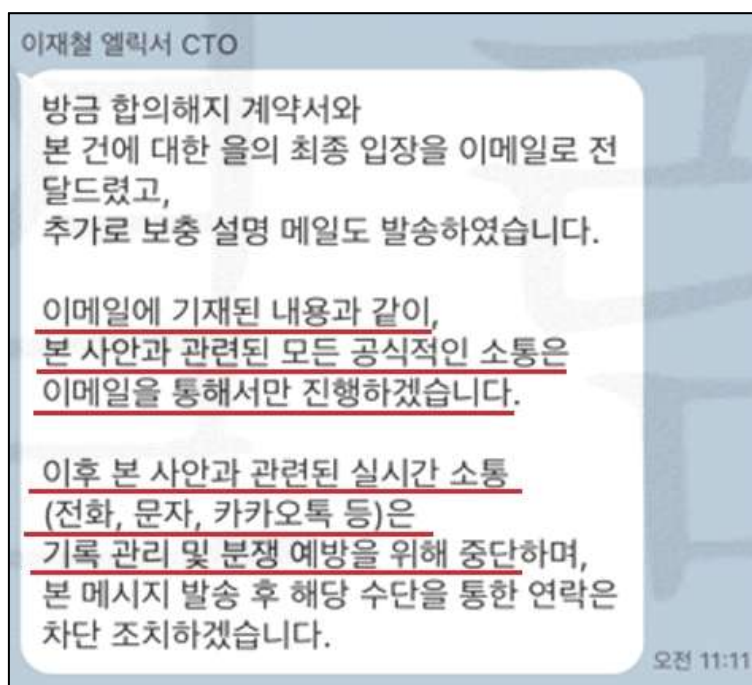 이재철 엘릭서 CTO
방금 합의해지 계약서와
본 건에 대한 을의 최종 입장을 이메일로 전
달드렸고,
추가로 보충 설명 메일도 발송하였습니다.
이메일에 기재된 내용과 같이,
본 사안과 관련된 모든 공식적인 소통은
이메일을 통해서만 진행하겠습니다.
이후 본 사안과 관련된 실시간 소통
(전화, 문자, 카카오톡 등)은
기록 관리 및 분쟁 예방을 위해 중단하며,
본 메시지 발송 후 해당 수단을 통한 연락은
차단 조치하겠습니다.
오전 11:11